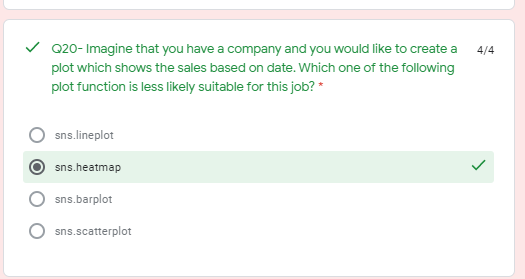 Q20- Imagine that you have a company and you would like to create a 4/4
plot which shows the sales based on date. Which one of the following
plot function is less likely suitable for this job? *
sns.lineplot
sns.heatmap
sns.barplot
sns.scatterplot